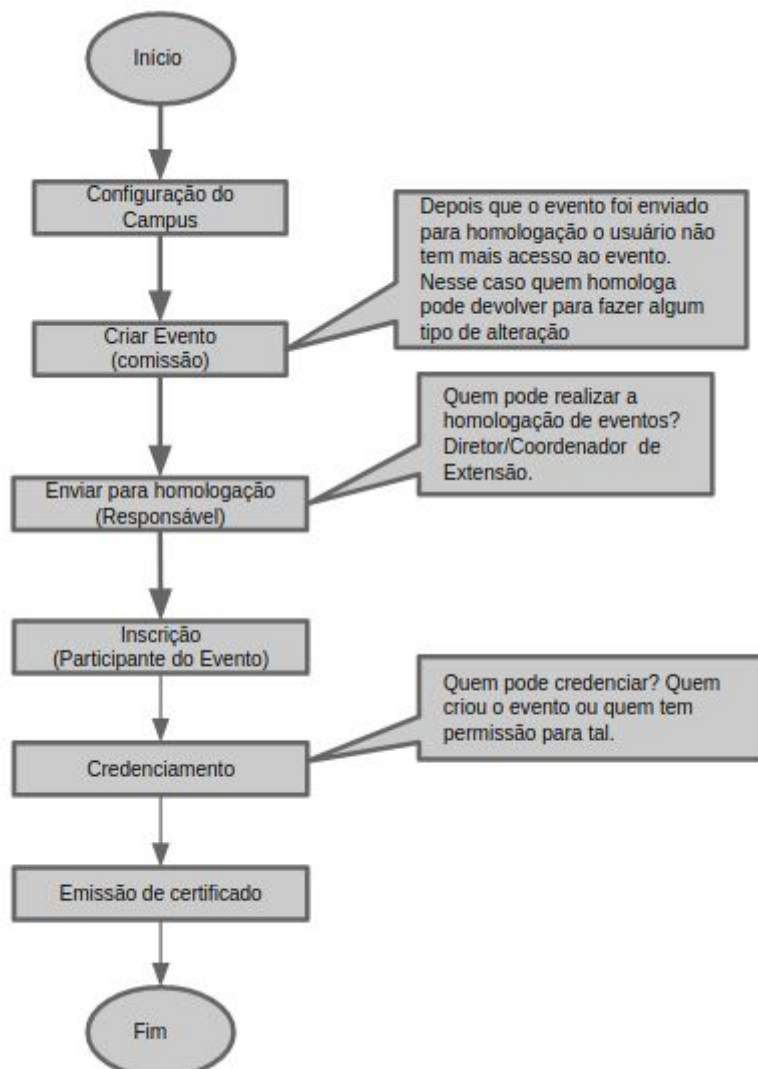 Início
Configuração do
Campus
Depois que o evento foi enviado
para homologação o usuário não
tem mais acesso ao evento.
Nesse caso quem homologa
pode devolver para fazer algum
tipo de alteração
Criar Evento
(comissão)
Quem pode realizar a
homologação de eventos?
Diretor/Coordenador de
Extensão.
Enviar para homologação
(Responsável)
Inscrição
(Participante do Evento)
Quem pode credenciar? Quem
criou o evento ou quem tem
permissão para tal.
Credenciamento
Emissão de certificado
Fim